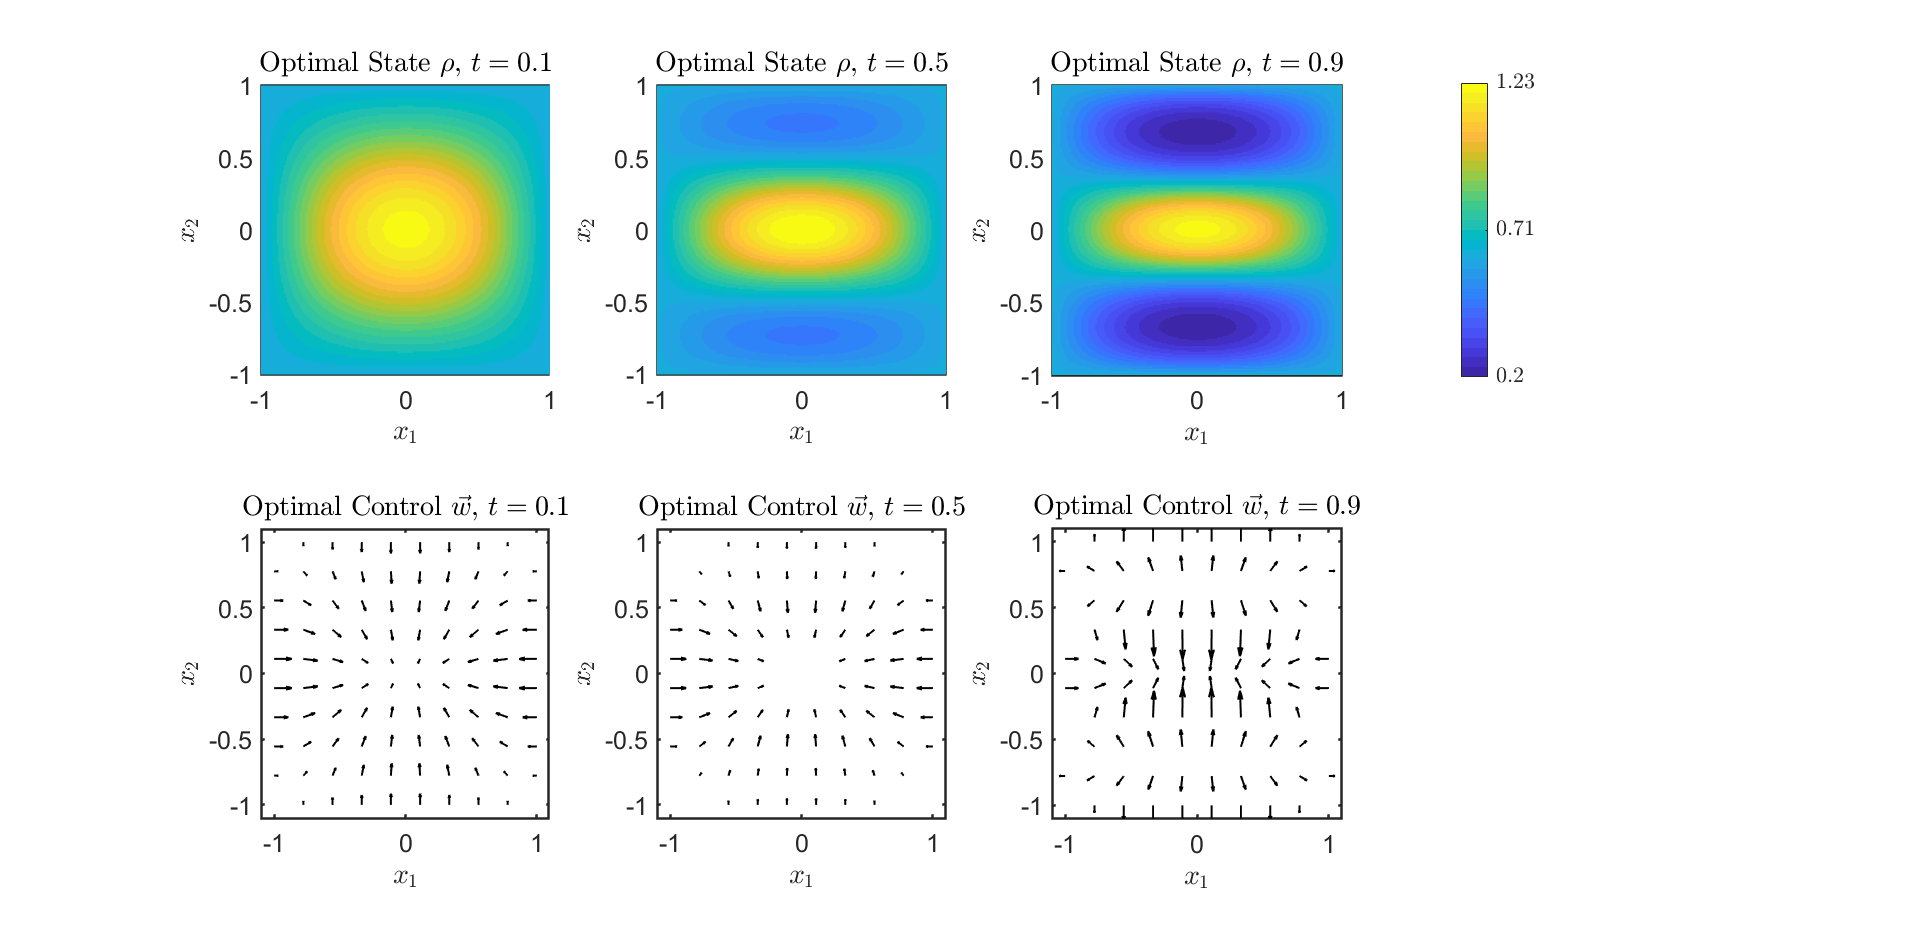 Optimal State ρ, t = 0.1
1
0.5
0
-0.5
-1
x₂
-1 0 1
x₁
Optimal State ρ, t = 0.5
1
0.5
0
-0.5
-1
x₂
-1 0 1
x₁
Optimal State ρ, t = 0.9
1
0.5
0
-0.5
-1
x₂
-1 0 1
x₁
1.23
0.71
0.2
Optimal Control w⃗, t = 0.1
1
0.5
0
-0.5
-1
x₂
-1 0 1
x₁
Optimal Control w⃗, t = 0.5
1
0.5
0
-0.5
-1
x₂
-1 0 1
x₁
Optimal Control w⃗, t = 0.9
1
0.5
0
-0.5
-1
x₂
-1 0 1
x₁